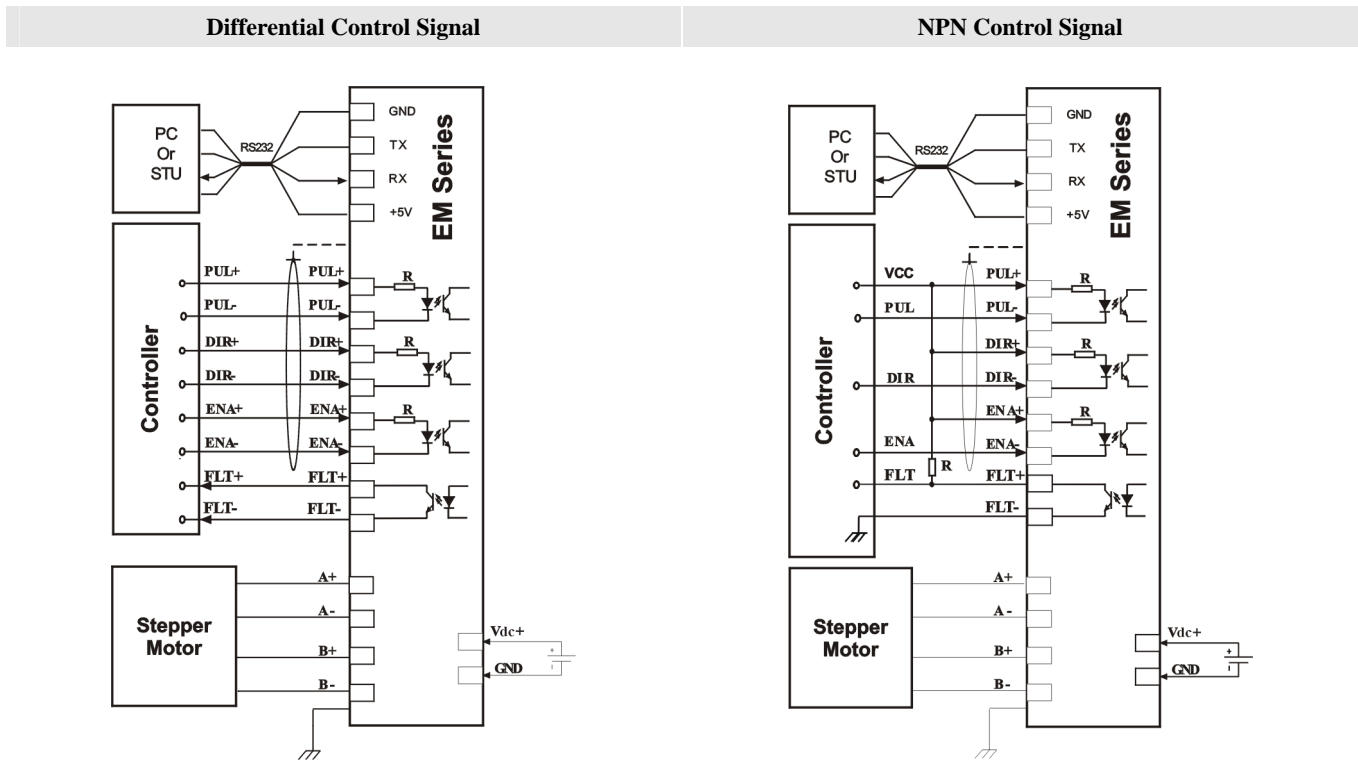 Differential Control Signal
NPN Control Signal
PC
Or
STU
RS232
GND
TX
RX
+5V
EM Series
Controller
PUL+
PUL+
R
PUL-
PUL-
DIR+
DIR+
R
DIR-
DIR-
ENA+
ENA+
R
ENA-
ENA-
FLT+
FLT+
FLT-
FLT-
Stepper
Motor
A+
A-
B+
B-
Vdc+
+
-
GND
PC
Or
STU
RS232
GND
TX
RX
+5V
EM Series
Controller
VCC
PUL+
R
PUL
PUL-
DIR+
R
DIR
DIR-
ENA+
R
ENA
ENA-
R
FLT
FLT+
FLT-
Stepper
Motor
A+
A-
B+
B-
Vdc+
+
-
GND